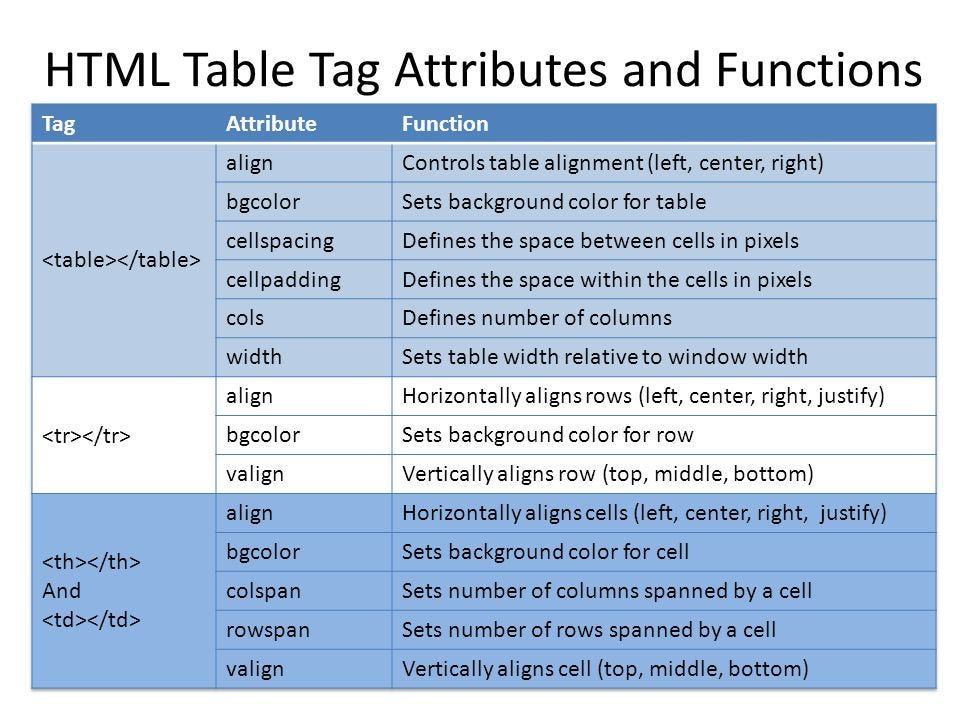 HTML Table Tag Attributes and Functions
Tag Attribute Function
<table></table>
align Controls table alignment (left, center, right)
bgcolor Sets background color for table
cellspacing Defines the space between cells in pixels
cellpadding Defines the space within the cells in pixels
cols Defines number of columns
width Sets table width relative to window width
<tr></tr>
align Horizontally aligns rows (left, center, right, justify)
bgcolor Sets background color for row
valign Vertically aligns row (top, middle, bottom)
<th></th>
And
<td></td>
align Horizontally aligns cells (left, center, right, justify)
bgcolor Sets background color for cell
colspan Sets number of columns spanned by a cell
rowspan Sets number of rows spanned by a cell
valign Vertically aligns cell (top, middle, bottom)